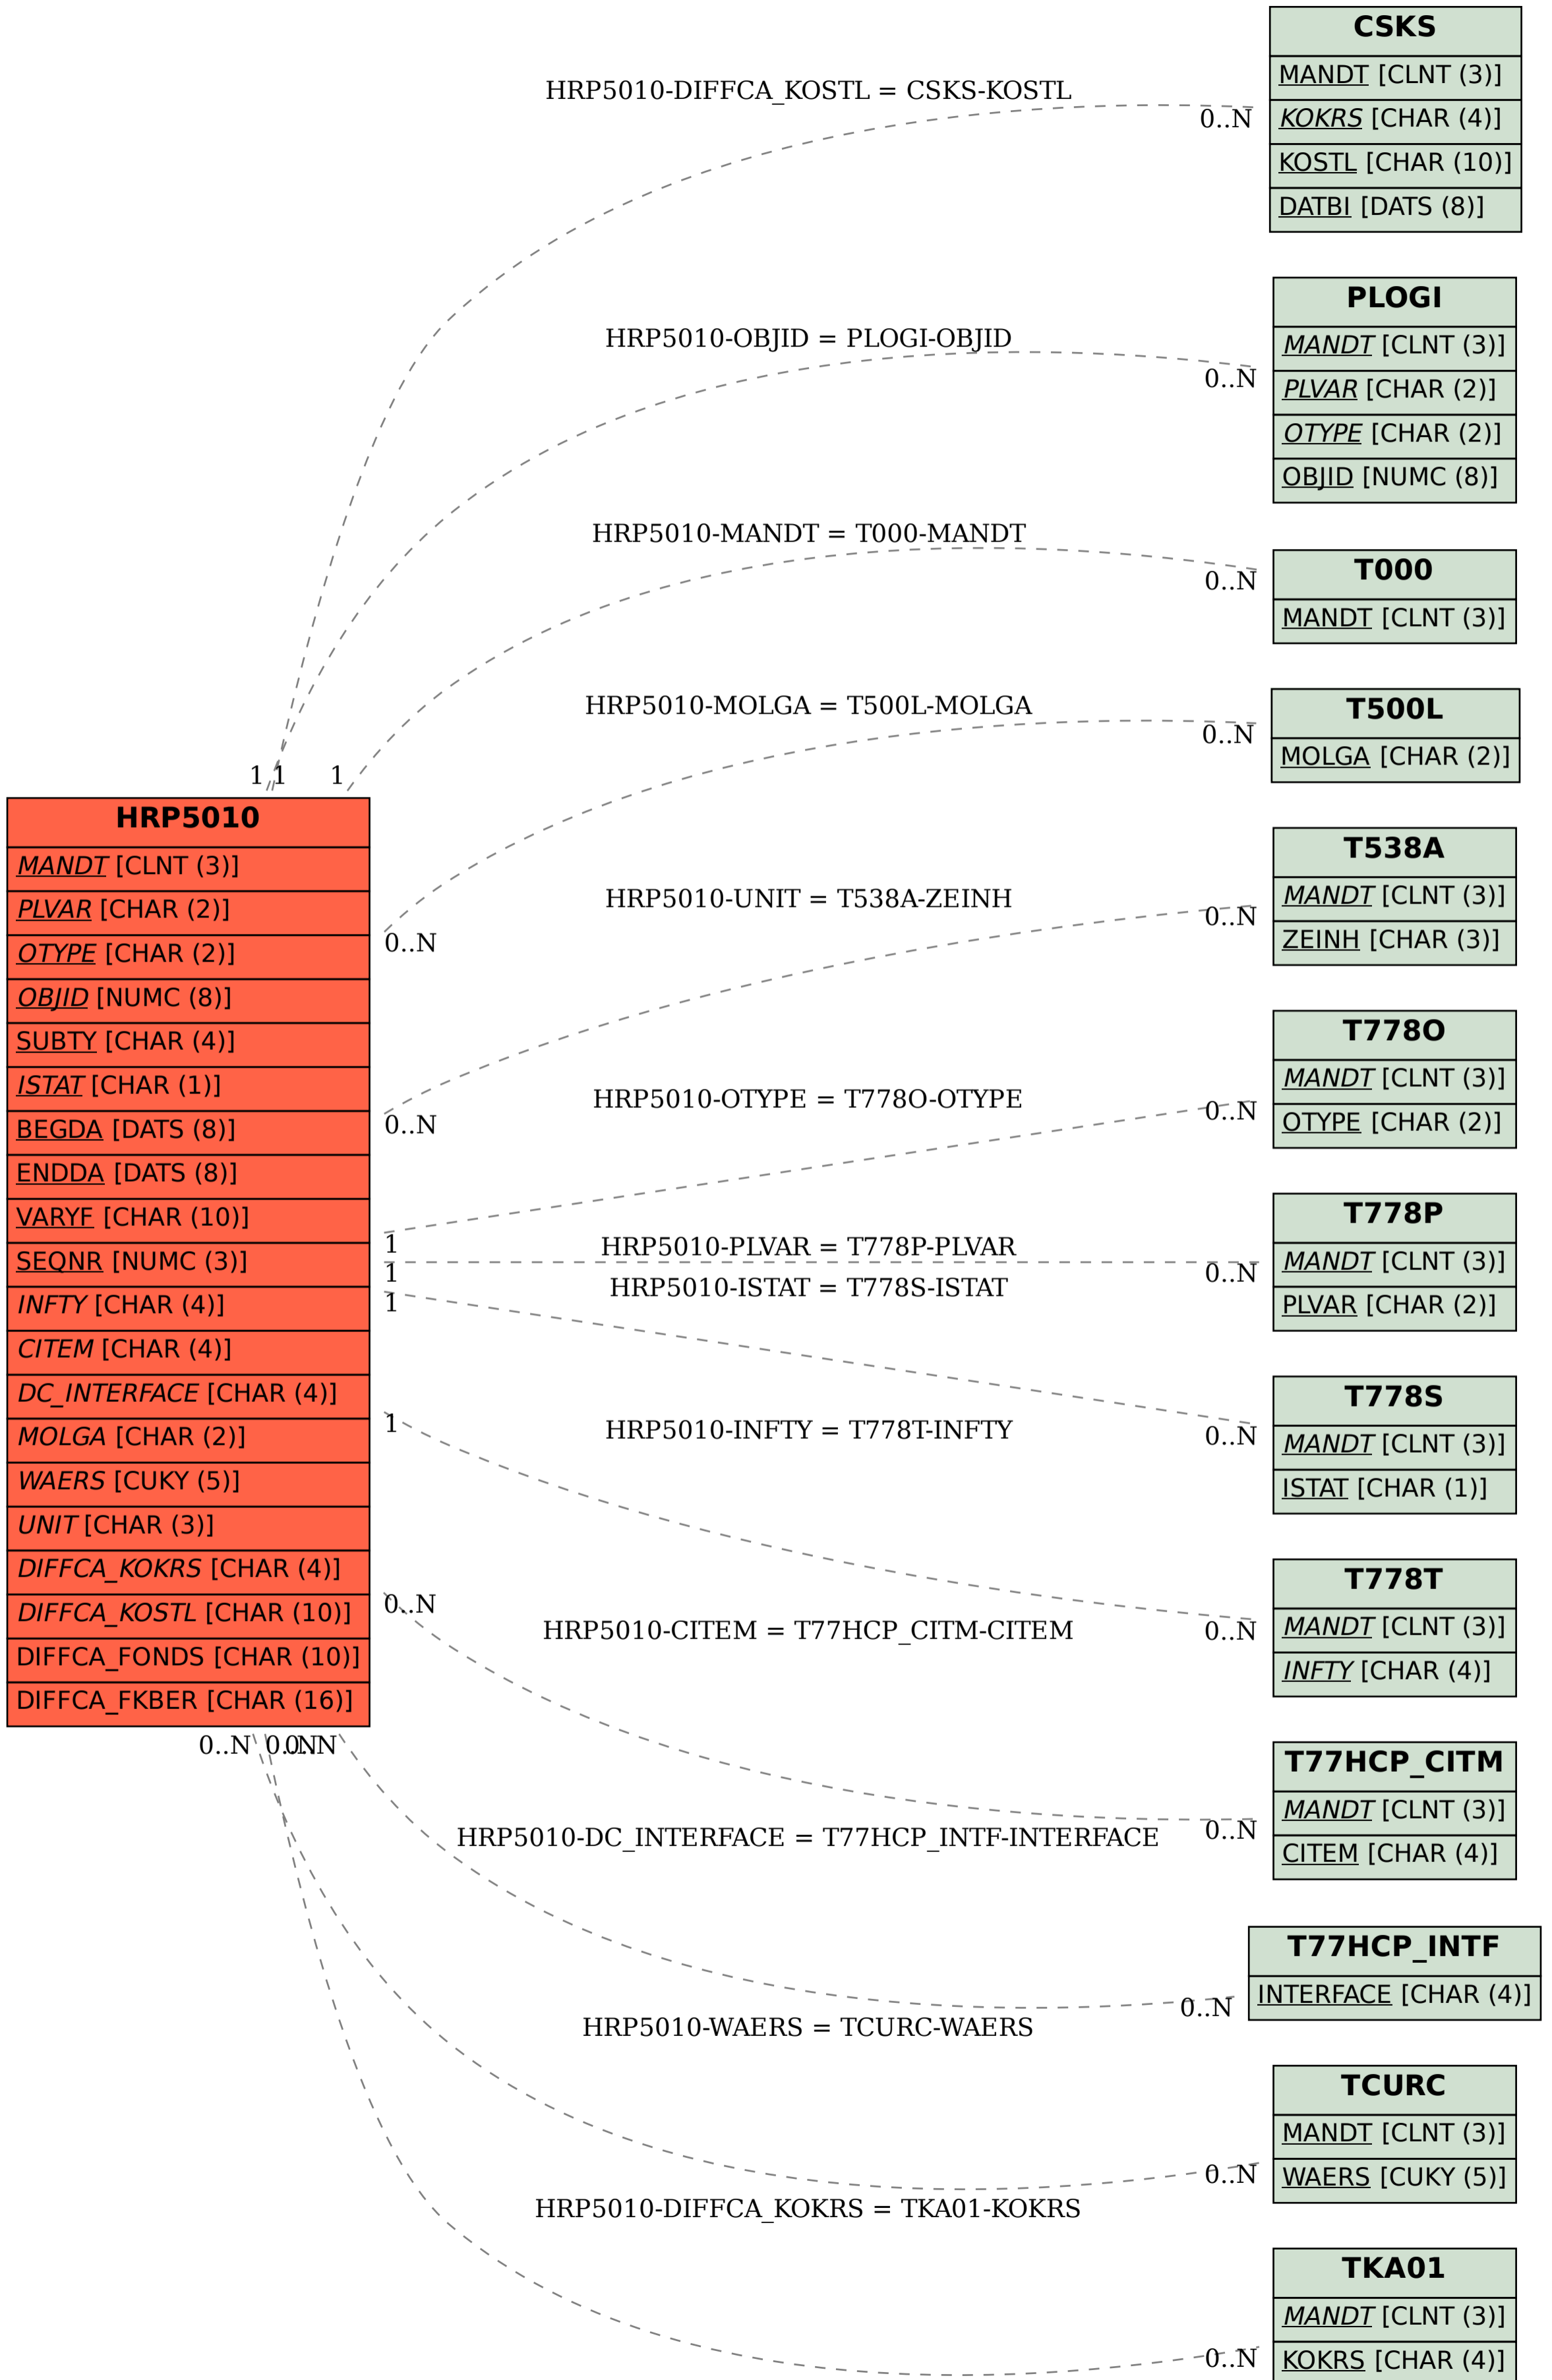 CSKS
MANDT [CLNT (3)]
KOKRS [CHAR (4)]
KOSTL [CHAR (10)]
DATBI [DATS (8)]
HRP5010-DIFFCA_KOSTL = CSKS-KOSTL
0..N
PLOGI
MANDT [CLNT (3)]
PLVAR [CHAR (2)]
OTYPE [CHAR (2)]
OBJID [NUMC (8)]
HRP5010-OBJID = PLOGI-OBJID
0..N
T000
MANDT [CLNT (3)]
HRP5010-MANDT = T000-MANDT
0..N
T500L
MOLGA [CHAR (2)]
HRP5010-MOLGA = T500L-MOLGA
0..N
1
1
1
HRP5010
MANDT [CLNT (3)]
PLVAR [CHAR (2)]
OTYPE [CHAR (2)]
OBJID [NUMC (8)]
SUBTY [CHAR (4)]
ISTAT [CHAR (1)]
BEGDA [DATS (8)]
ENDDA [DATS (8)]
VARYF [CHAR (10)]
SEQNR [NUMC (3)]
INFTY [CHAR (4)]
CITEM [CHAR (4)]
DC_INTERFACE [CHAR (4)]
MOLGA [CHAR (2)]
WAERS [CUKY (5)]
UNIT [CHAR (3)]
DIFFCA_KOKRS [CHAR (4)]
DIFFCA_KOSTL [CHAR (10)]
DIFFCA_FONDS [CHAR (10)]
DIFFCA_FKBER [CHAR (16)]
0..N
0..N
1
1
1
1
0..N
0..N
0..N
0..N
T538A
MANDT [CLNT (3)]
ZEINH [CHAR (3)]
HRP5010-UNIT = T538A-ZEINH
0..N
T778O
MANDT [CLNT (3)]
OTYPE [CHAR (2)]
HRP5010-OTYPE = T778O-OTYPE
0..N
T778P
MANDT [CLNT (3)]
PLVAR [CHAR (2)]
HRP5010-PLVAR = T778P-PLVAR
0..N
HRP5010-ISTAT = T778S-ISTAT
T778S
MANDT [CLNT (3)]
ISTAT [CHAR (1)]
0..N
HRP5010-INFTY = T778T-INFTY
T778T
MANDT [CLNT (3)]
INFTY [CHAR (4)]
0..N
HRP5010-CITEM = T77HCP_CITM-CITEM
T77HCP_CITM
MANDT [CLNT (3)]
CITEM [CHAR (4)]
0..N
HRP5010-DC_INTERFACE = T77HCP_INTF-INTERFACE
T77HCP_INTF
INTERFACE [CHAR (4)]
0..N
HRP5010-WAERS = TCURC-WAERS
TCURC
MANDT [CLNT (3)]
WAERS [CUKY (5)]
0..N
HRP5010-DIFFCA_KOKRS = TKA01-KOKRS
TKA01
MANDT [CLNT (3)]
KOKRS [CHAR (4)]
0..N